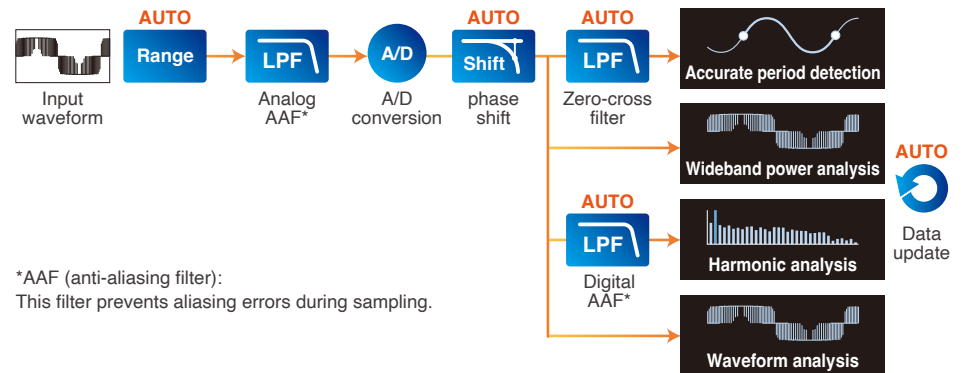 AUTO
Range
Input
waveform
LPF
Analog
AAF*
A/D
A/D
conversion
AUTO
Shift
phase
shift
AUTO
LPF
Zero-cross
filter
Accurate period detection
Wideband power analysis
AUTO
LPF
Digital
AAF*
Harmonic analysis
Waveform analysis
AUTO
Data
update
*AAF (anti-aliasing filter):
This filter prevents aliasing errors during sampling.